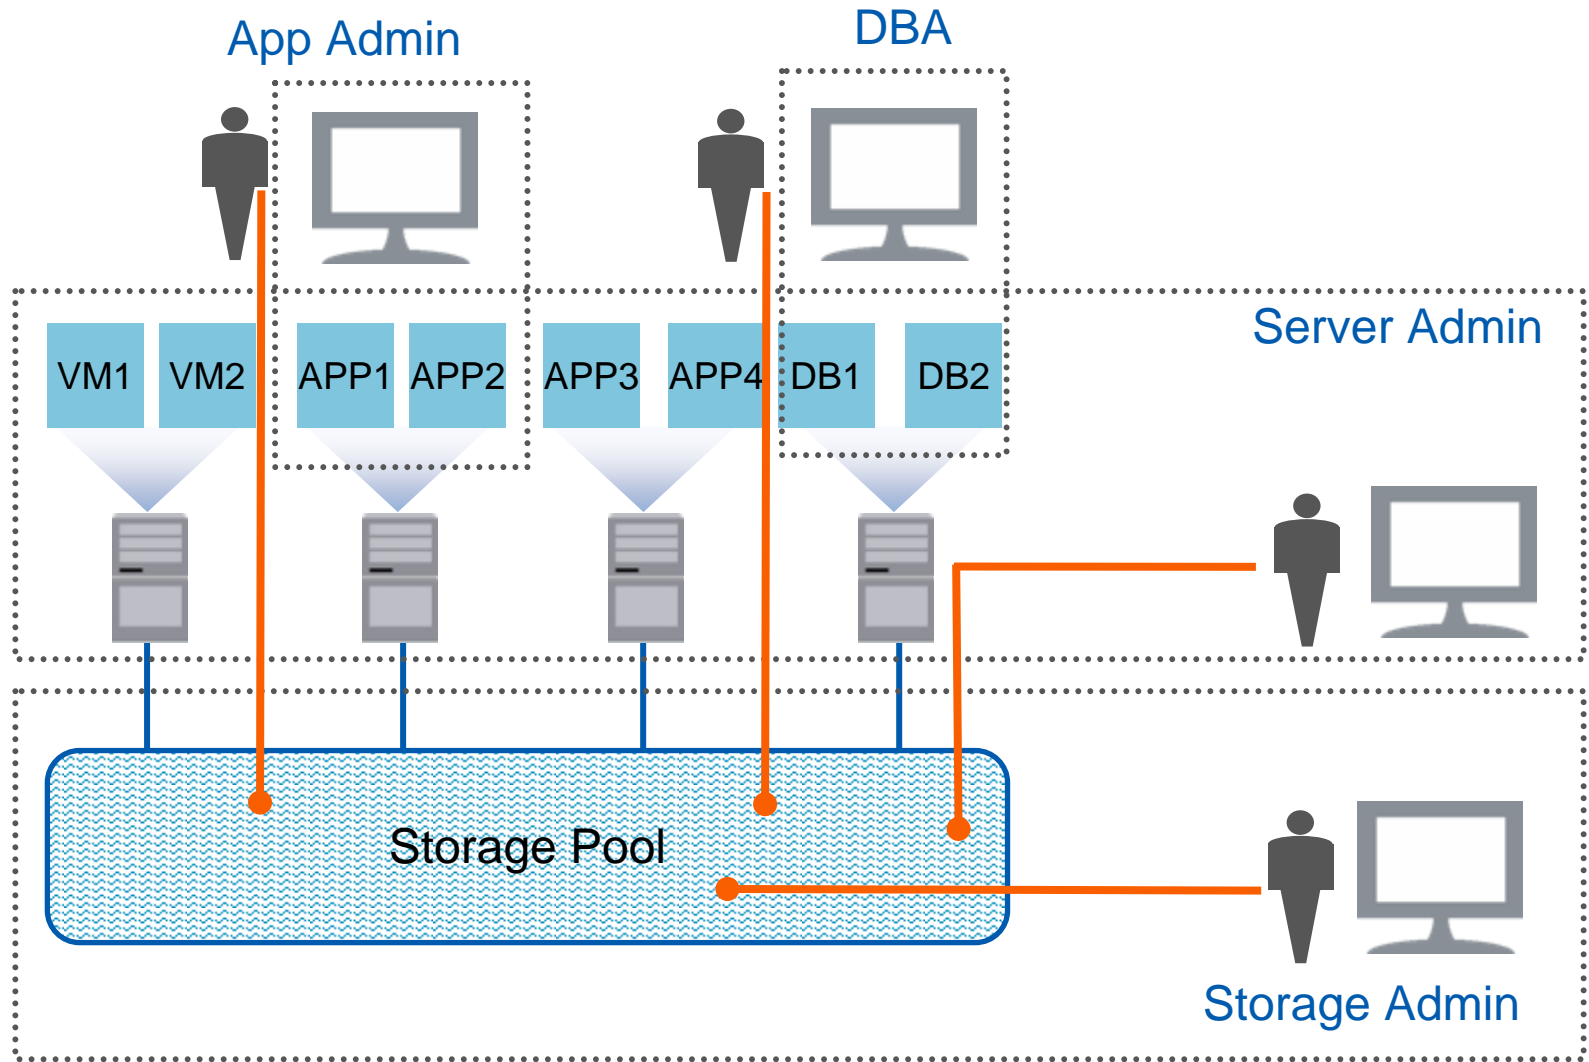 App Admin
DBA
Server Admin
VM1 VM2 APP1 APP2 APP3 APP4 DB1 DB2
Storage Pool
Storage Admin